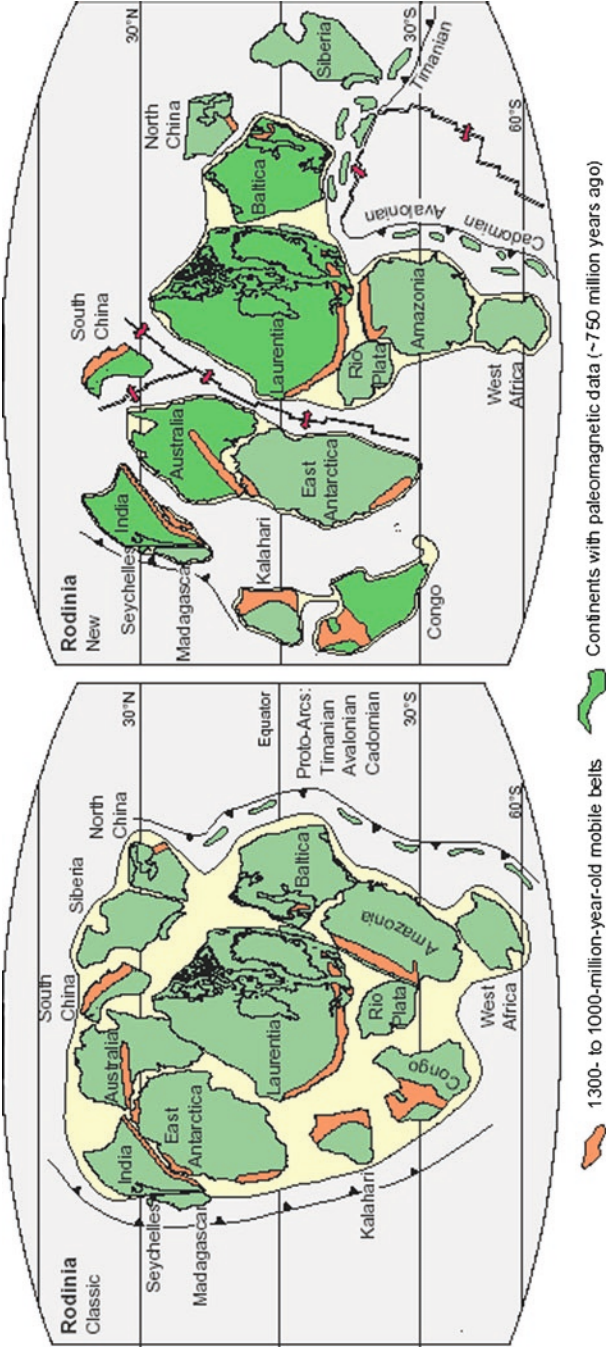 Rodinia
Classic
30°N
Equator
30°S
60°S
Siberia
North
China
South
China
Australia
India
East
Antarctica
Seychelles
Madagascar
Laurentia
Baltica
Amazonia
Rio
Plata
Congo
Kalahari
West
Africa
Proto-Arcs:
Timanian
Avalonian
Cadomian
Rodinia
New
30°N
30°S
60°S
North
China
Siberia
Timanian
South
China
Baltica
Avalonian
Cadomian
Australia
India
Seychelles
Madagascar
Laurentia
East
Antarctica
Rio
Plata
Amazonia
Kalahari
Congo
West
Africa
1300- to 1000-million-year-old mobile belts
Continents with paleomagnetic data (~750 million years ago)